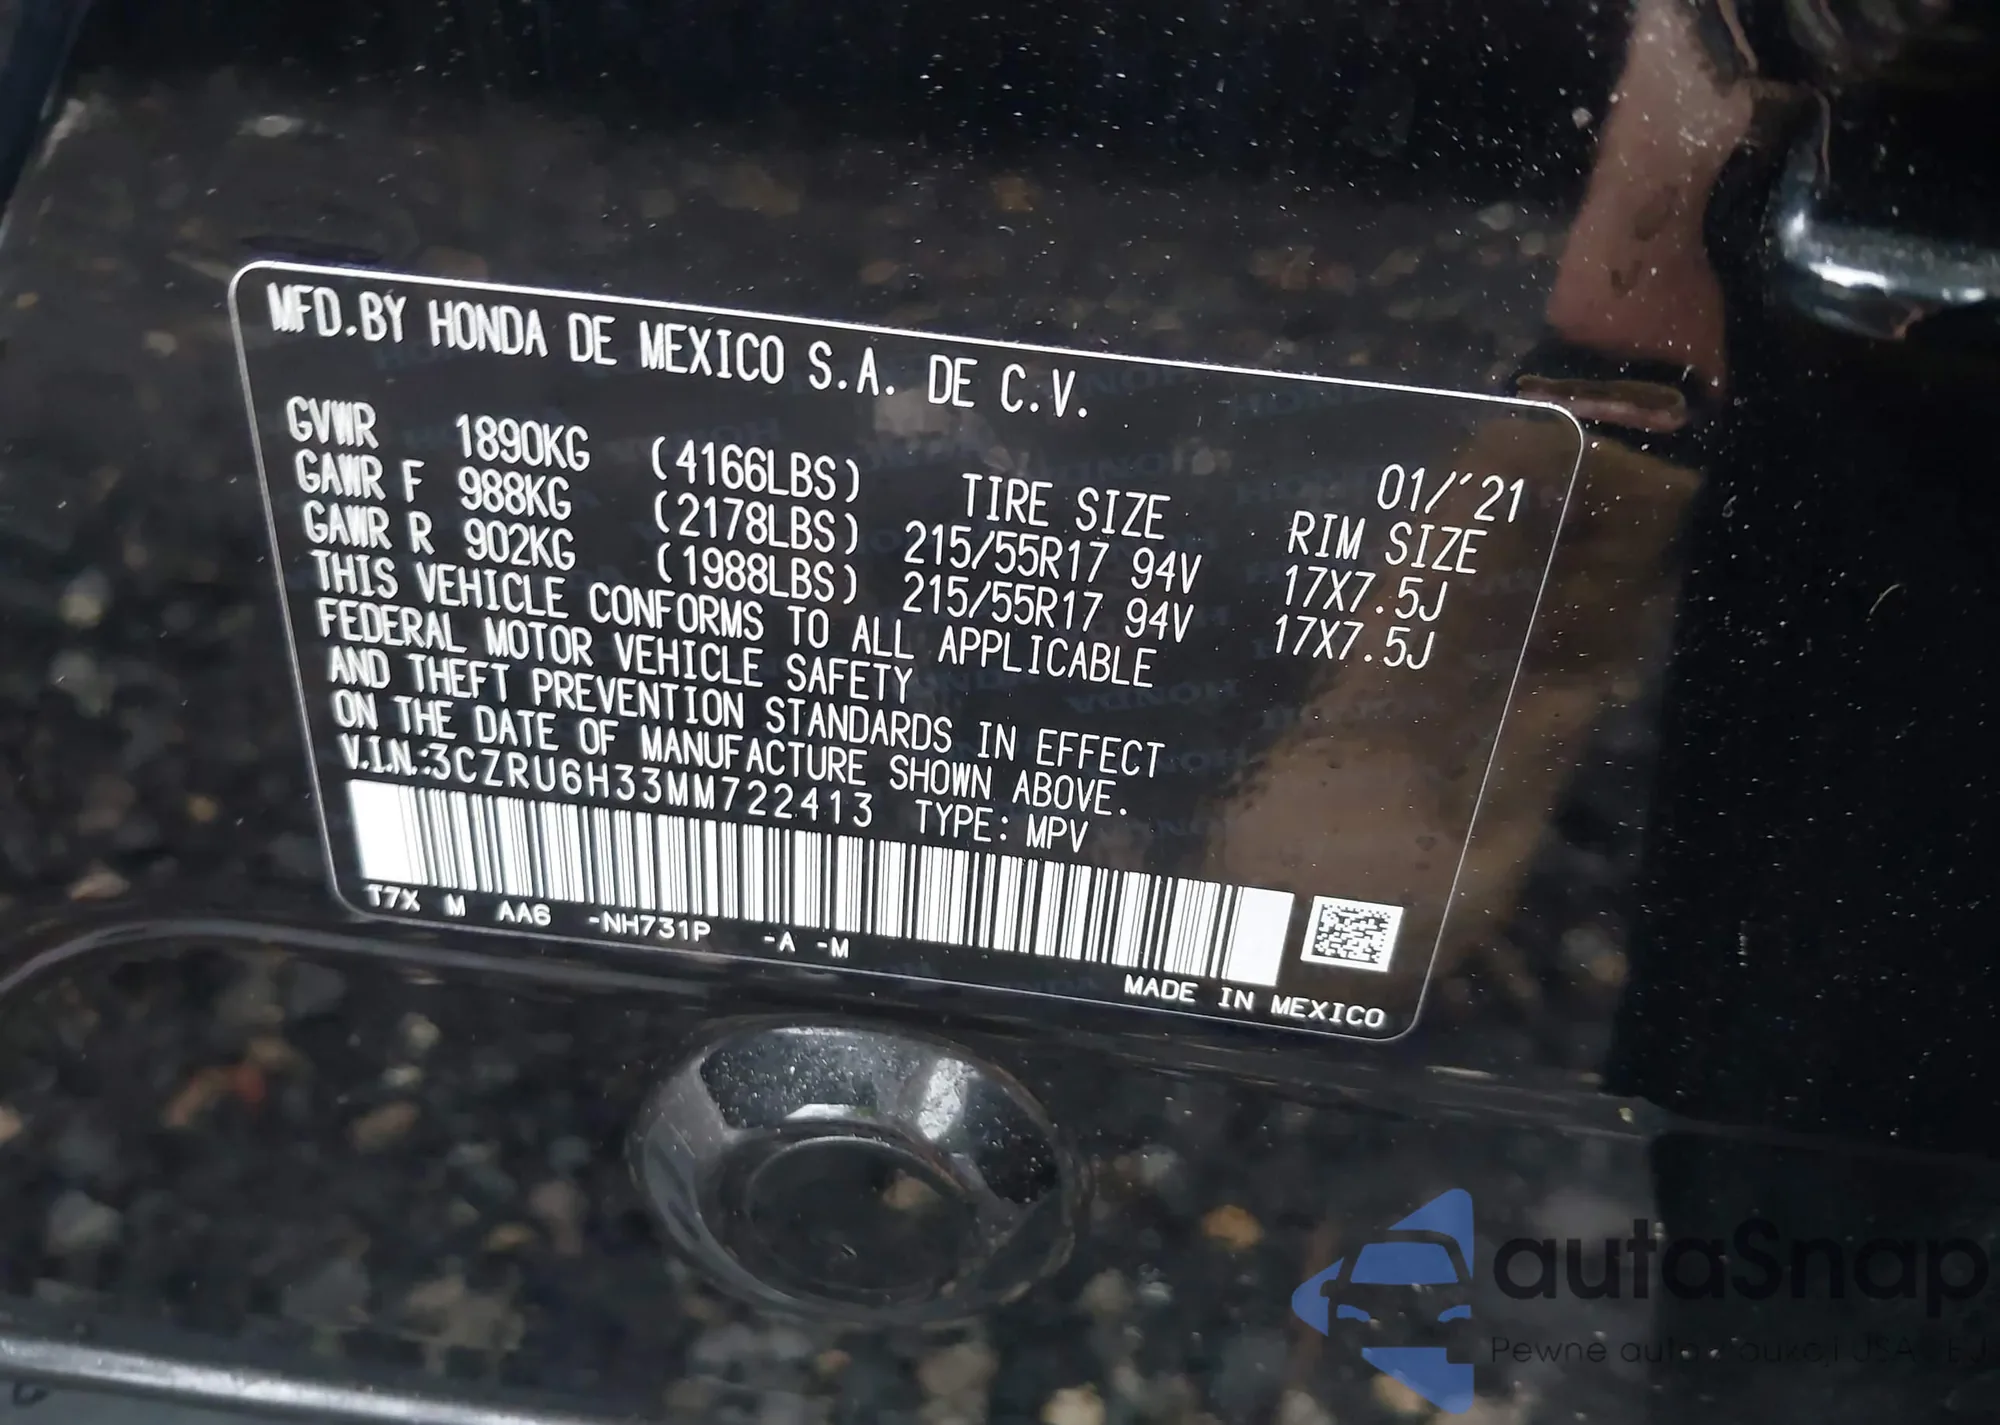 MFD.BY HONDA DE MEXICO S.A. DE C.V.
01/'21
GVWR 1890KG (4166LBS) TIRE SIZE RIM SIZE
GAWR F 988KG (2178LBS) 215/55R17 94V 17X7.5J
GAWR R 902KG (1988LBS) 215/55R17 94V 17X7.5J
THIS VEHICLE CONFORMS TO ALL APPLICABLE
FEDERAL MOTOR VEHICLE SAFETY
AND THEFT PREVENTION STANDARDS IN EFFECT
ON THE DATE OF MANUFACTURE SHOWN ABOVE.
V.I.N.:3CZRU6H33MM722413 TYPE: MPV
T7X M AA6 -NH731P -A -M
MADE IN MEXICO
autaSnap
Pewne auta